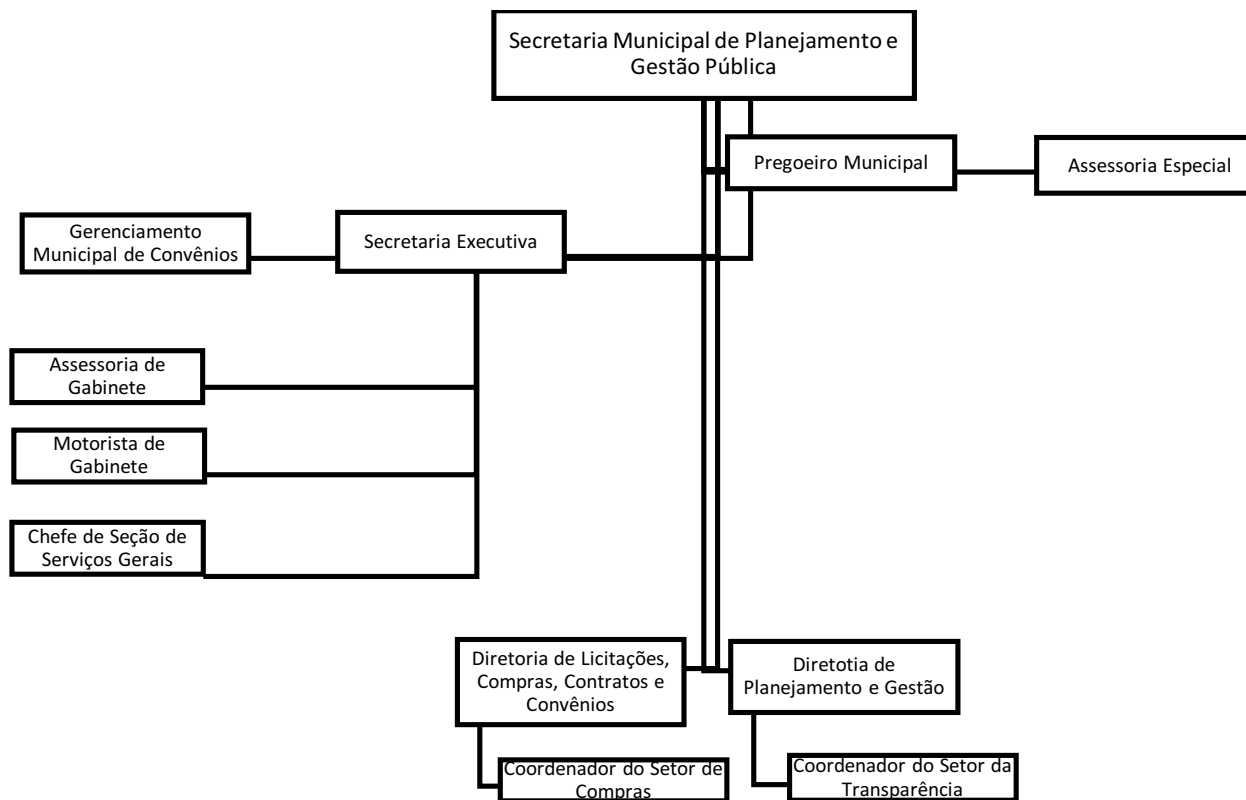 Secretaria Municipal de Planejamento e
Gestão Pública
Pregoeiro Municipal
Assessoria Especial
Gerenciamento
Municipal de Convênios
Secretaria Executiva
Assessoria de
Gabinete
Motorista de
Gabinete
Chefe de Seção de
Serviços Gerais
Diretoria de Licitações,
Compras, Contratos e
Convênios
Diretotia de
Planejamento e Gestão
Coordenador do Setor de
Compras
Coordenador do Setor da
Transparência